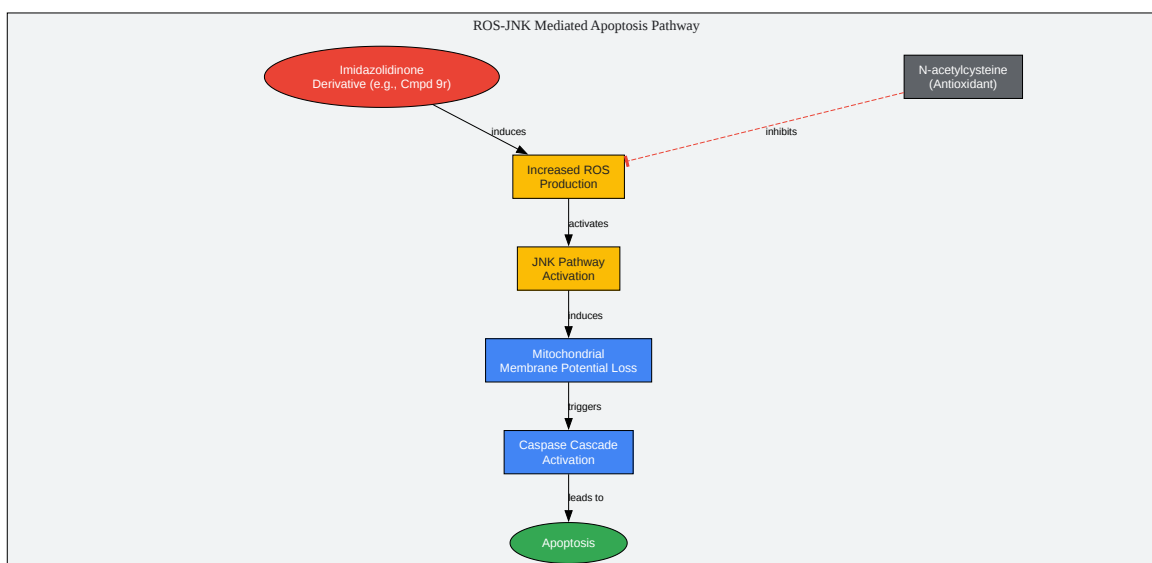 ROS-JNK Mediated Apoptosis Pathway
Imidazolidinone
Derivative (e.g., Cmpd 9r)
N-acetylcysteine
(Antioxidant)
induces
inhibits
Increased ROS
Production
activates
JNK Pathway
Activation
induces
Mitochondrial
Membrane Potential Loss
triggers
Caspase Cascade
Activation
leads to
Apoptosis